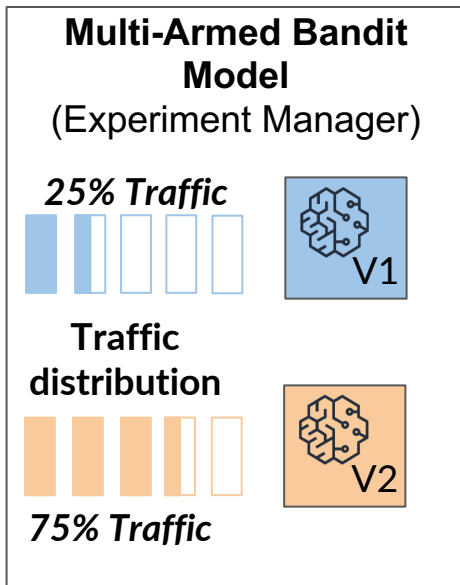 Multi-Armed Bandit
Model
(Experiment Manager)
25% Traffic
V1
Traffic
distribution
V2
75% Traffic